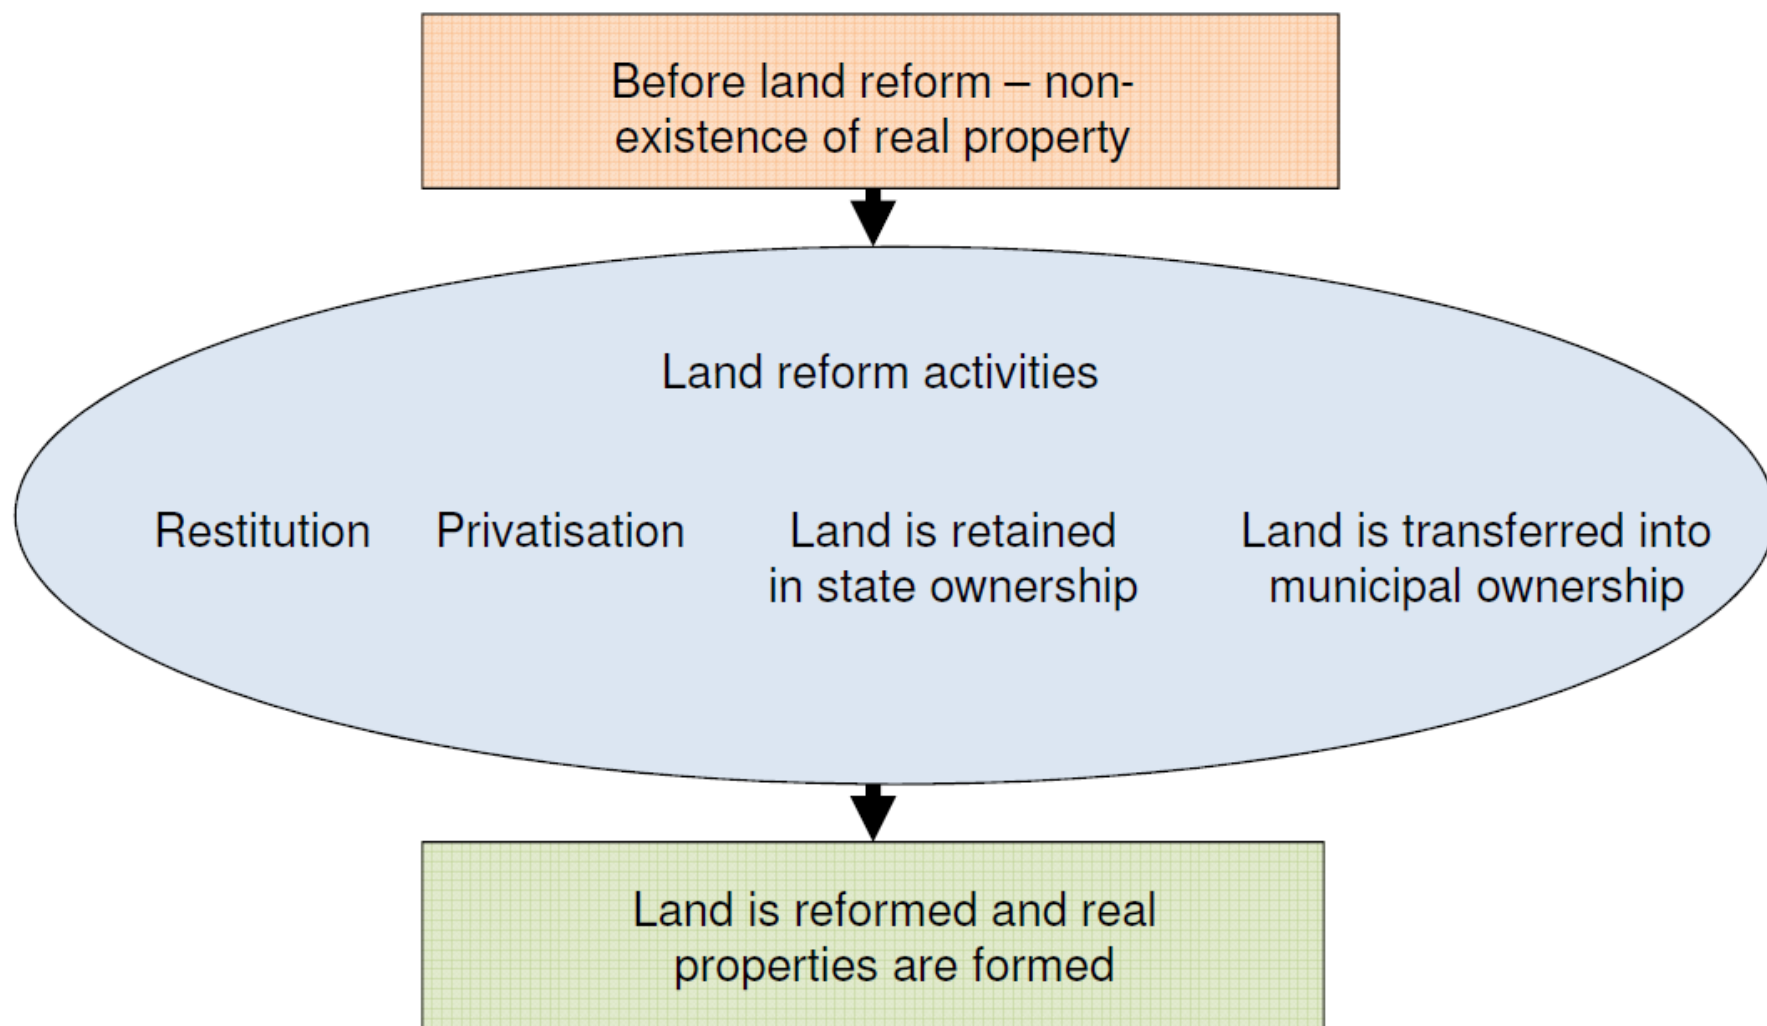 Before land reform – non-
existence of real property
Land reform activities
Restitution
Privatisation
Land is retained
in state ownership
Land is transferred into
municipal ownership
Land is reformed and real
properties are formed